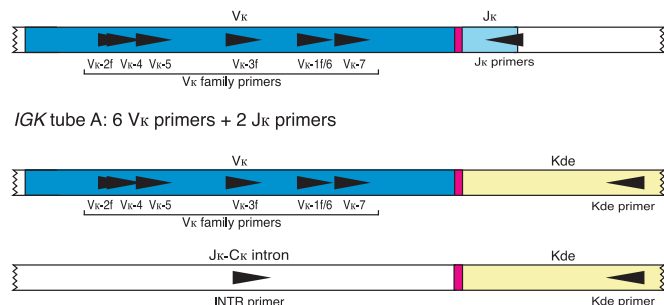 Vκ Jκ
Vκ-2f Vκ-4 Vκ-5 Vκ-3f Vκ-1f/6 Vκ-7 Jκ primers
Vκ family primers
IGK tube A: 6 Vκ primers + 2 Jκ primers
Vκ Kde
Vκ-2f Vκ-4 Vκ-5 Vκ-3f Vκ-1f/6 Vκ-7 Kde primer
Vκ family primers
Jκ-Cκ intron Kde
INTR primer Kde primer